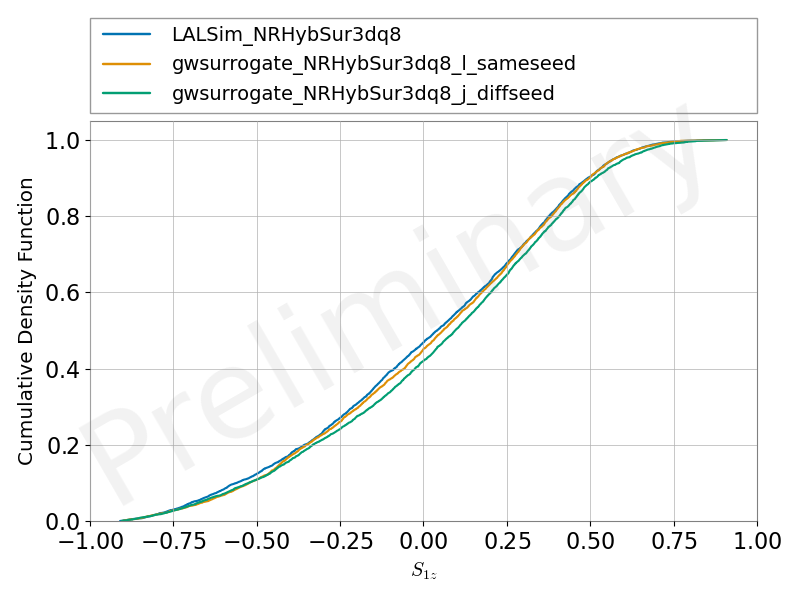 LALSim_NRHybSur3dq8
gwsurrogate_NRHybSur3dq8_l_sameseed
gwsurrogate_NRHybSur3dq8_j_diffseed
Preliminary
Cumulative Density Function
1.0
0.8
0.6
0.4
0.2
0.0
−1.00 −0.75 −0.50 −0.25 0.00 0.25 0.50 0.75 1.00
S1z